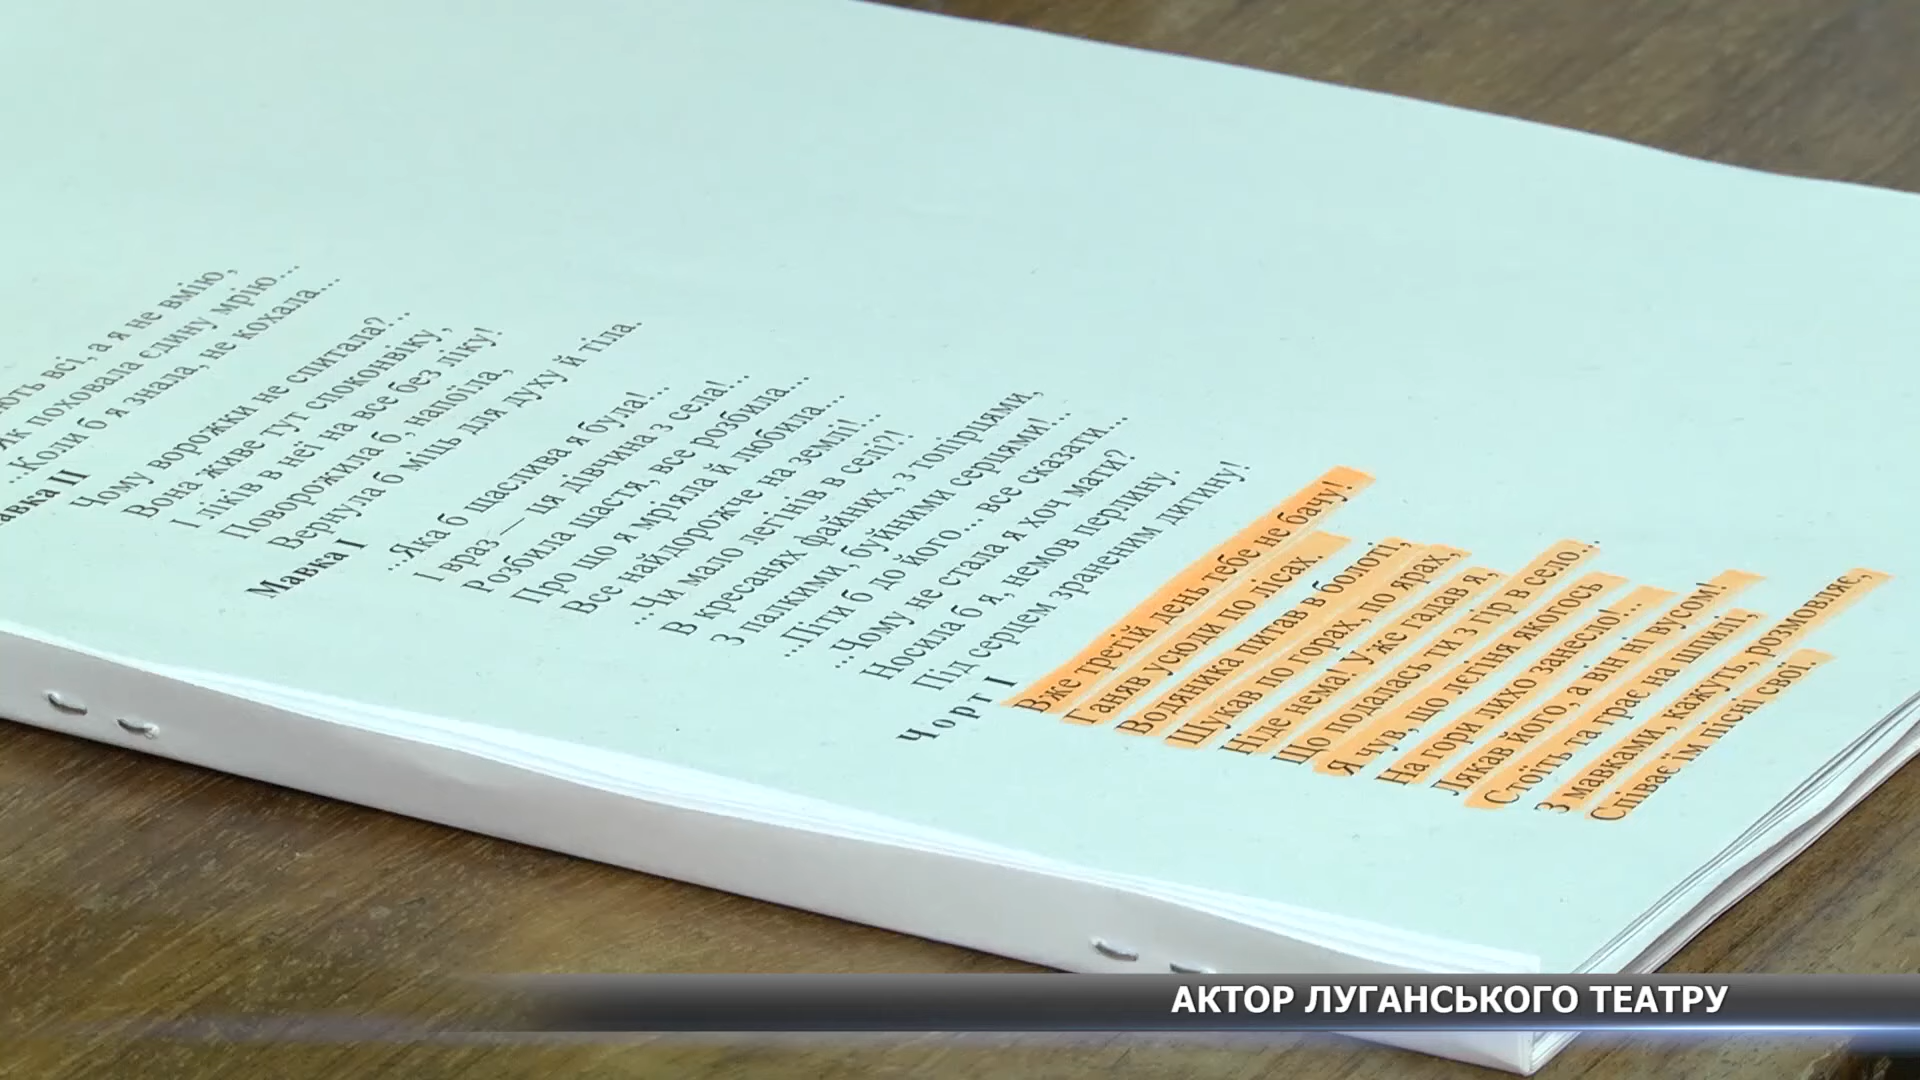 ють всі, а я не вмію,
Як поховала єдину мрію...
...Коли б я знала, не кохала...
авка II
Чому ворожки не спитала?..
Вона живе тут споконвіку,
І ліків в неї на все без ліку!
Поворожила б, напоїла,
Вернула б міць для духу й тіла.
Мавка I
...Яка б щаслива я була!...
І враз — ця дівчина з села!...
Розбила щастя, все розбила...
Про що я мріяла й любила...
Все найдорожче на землі!...
...Чи мало легінів в селі?!
В кресанях файних, з топірцями,
З палкими, буйними серцями!...
...Піти б до його... все сказати...
...Чому не стала я хоч мати?
Носила б я, немов перлину.
Під серцем зраненим дитину!
Чорт I
Вже третій день тебе не бачу!
Ганяв усюди по лісах.
Водяника питав в болоті,
Шукав по горах, по ярах,
Ніде нема! Уже гадав я,
Що подалась ти з гір в село...
Я чув, що лєгіня якогось
На гори лихо занесло!...
Лякав його, а він ні вусом!
Стоїть та грає на шпилі,
З мавками, кажуть, розмовляє,
Співає їм пісні свої.
АКТОР ЛУГАНСЬКОГО ТЕАТРУ